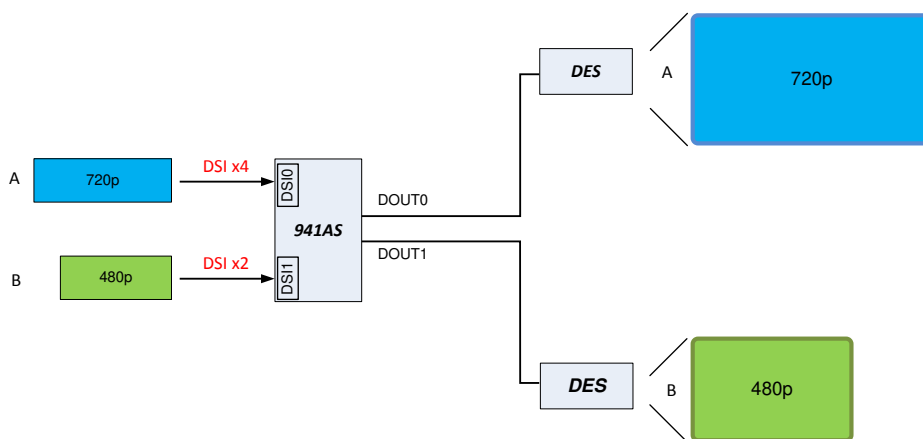 DES
A
720p
A
720p
DSI x4
DSI0
941AS
DOUT0
DOUT1
B
480p
DSI x2
DSI1
DES
B
480p